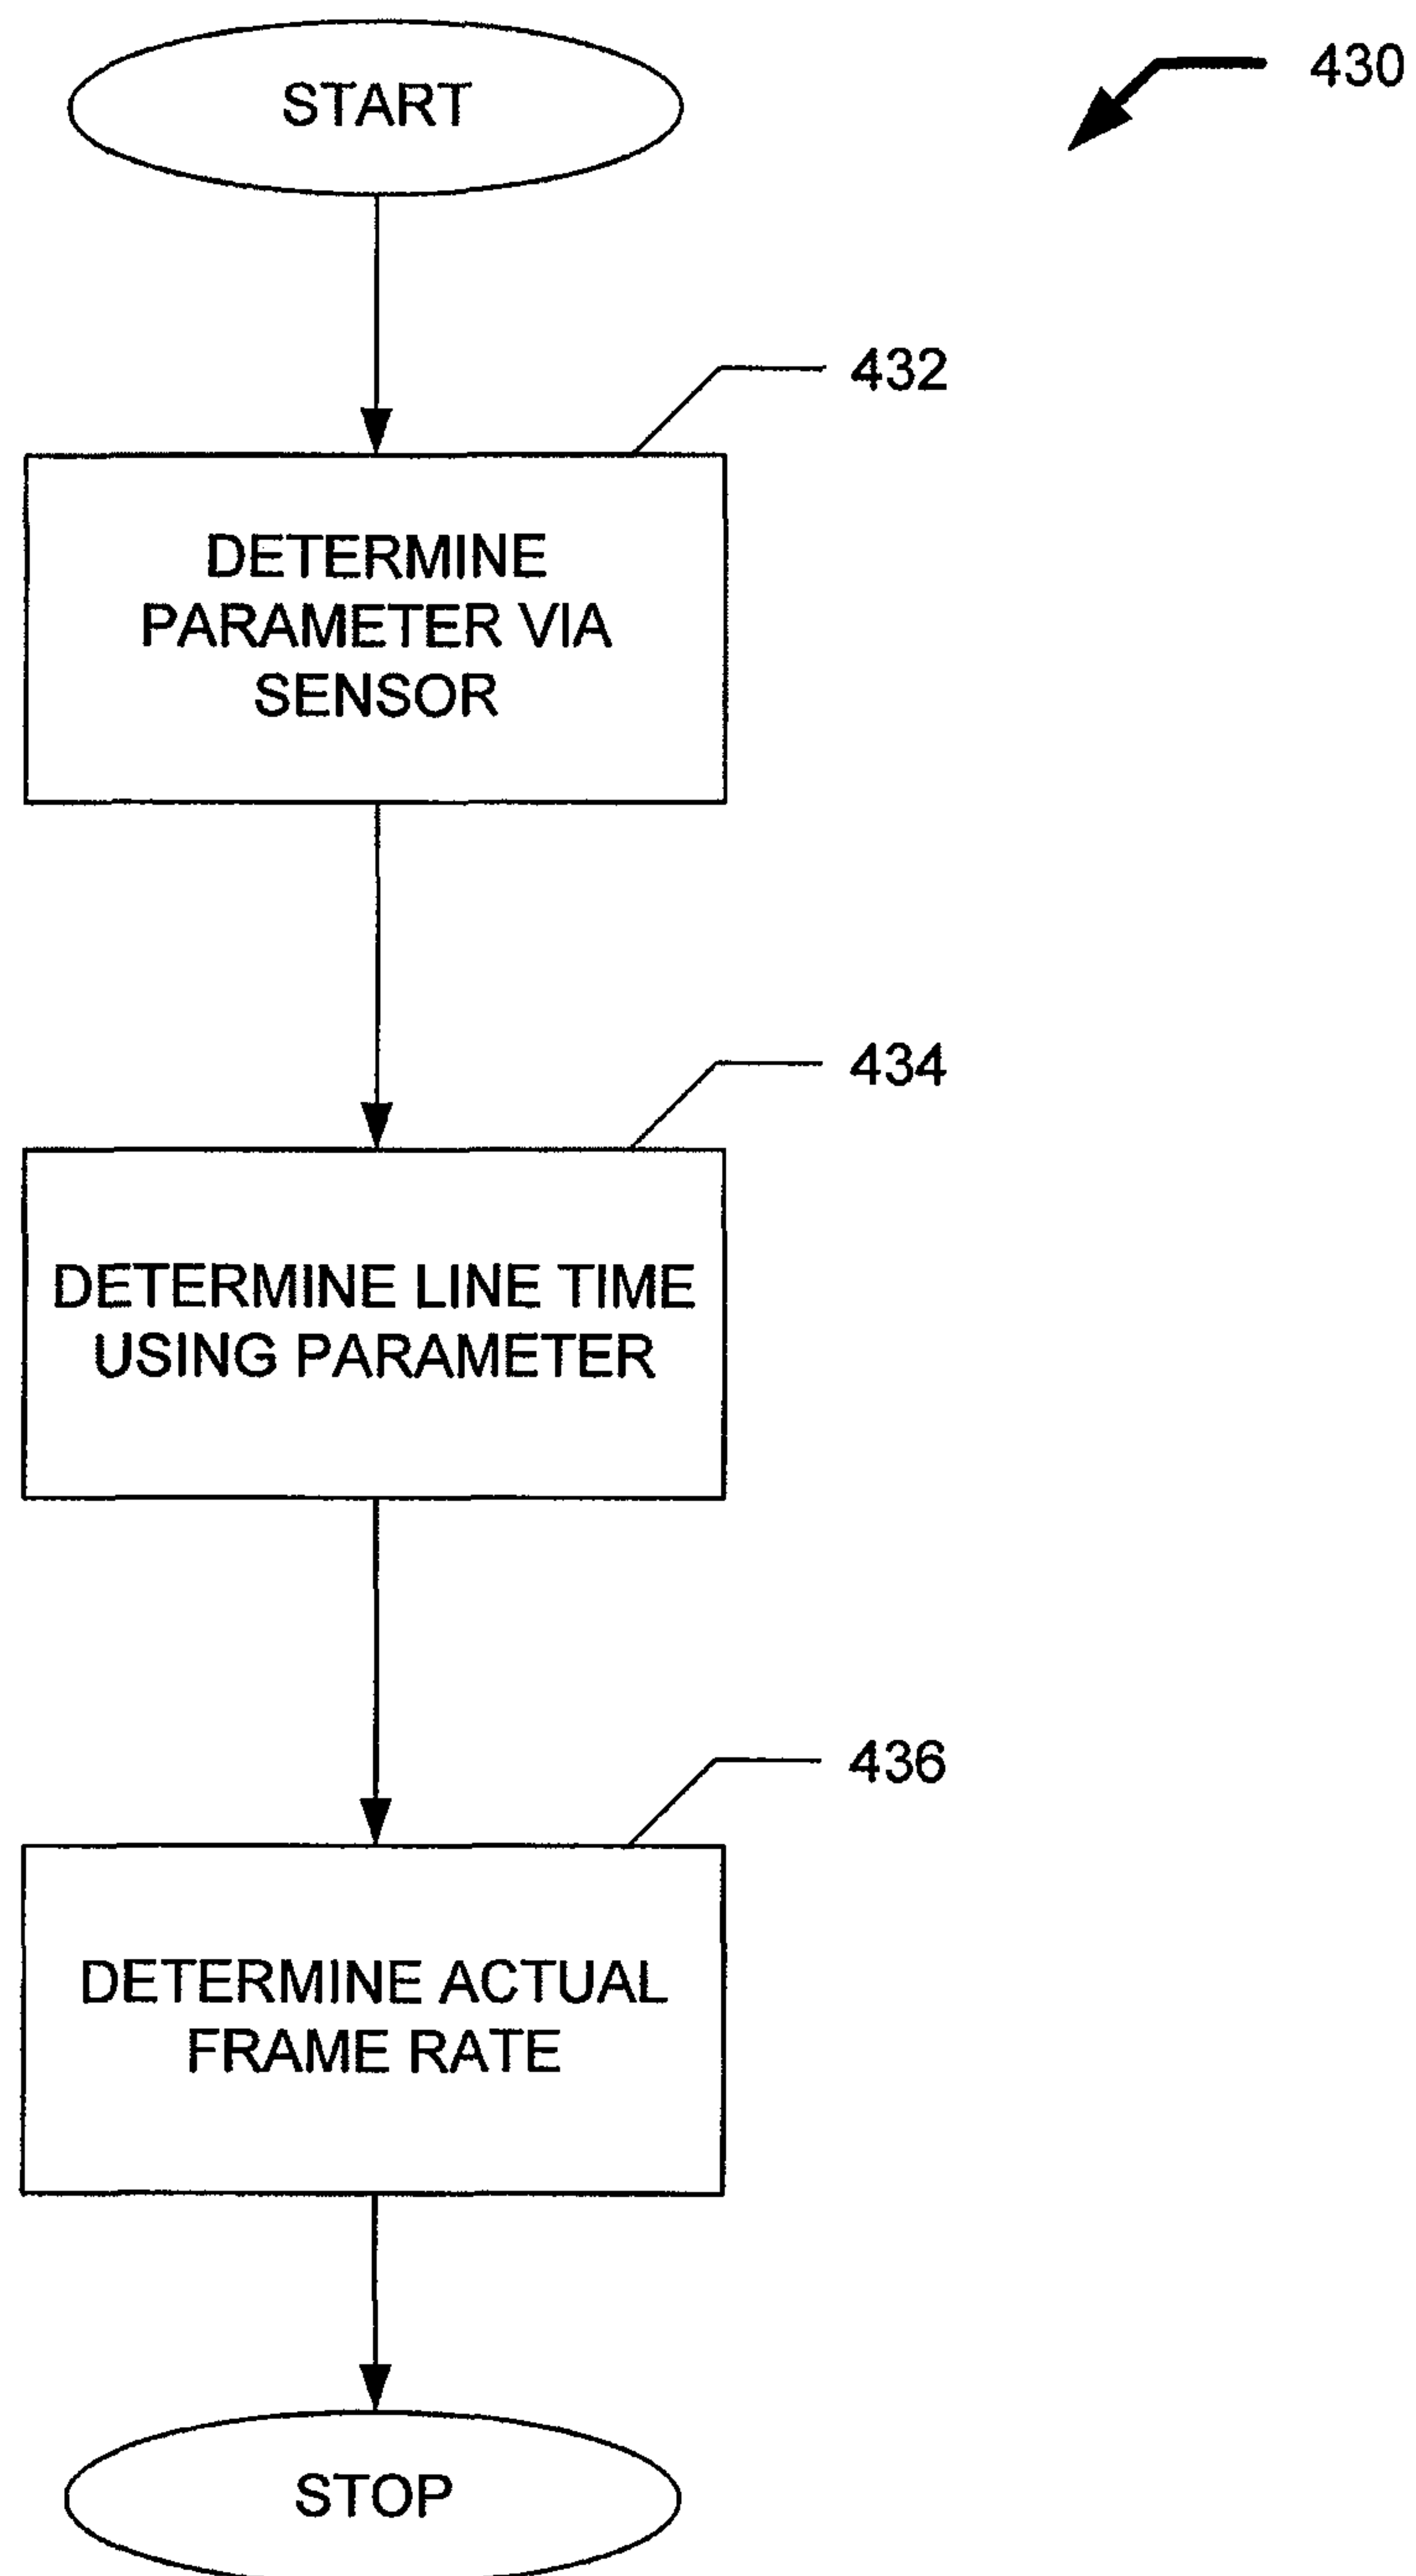 START
430
432
DETERMINE
PARAMETER VIA
SENSOR
434
DETERMINE LINE TIME
USING PARAMETER
436
DETERMINE ACTUAL
FRAME RATE
STOP